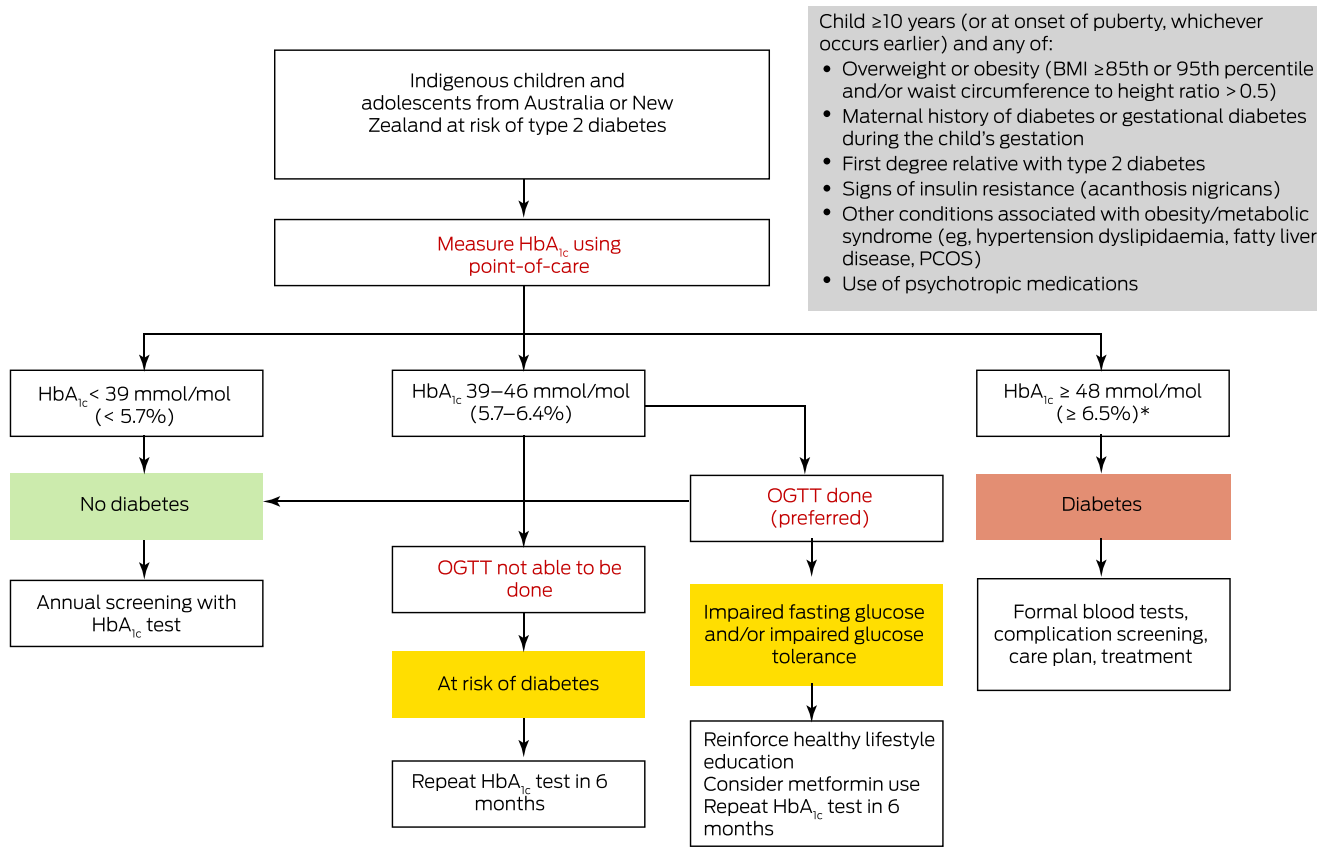 Child ≥10 years (or at onset of puberty, whichever
occurs earlier) and any of:
• Overweight or obesity (BMI ≥85th or 95th percentile
and/or waist circumference to height ratio > 0.5)
• Maternal history of diabetes or gestational diabetes
during the child's gestation
• First degree relative with type 2 diabetes
• Signs of insulin resistance (acanthosis nigricans)
• Other conditions associated with obesity/metabolic
syndrome (eg, hypertension dyslipidaemia, fatty liver
disease, PCOS)
• Use of psychotropic medications
Indigenous children and
adolescents from Australia or New
Zealand at risk of type 2 diabetes
Measure HbA1c using
point-of-care
HbA1c < 39 mmol/mol
(< 5.7%)
HbA1c 39–46 mmol/mol
(5.7–6.4%)
HbA1c ≥ 48 mmol/mol
(≥ 6.5%)*
No diabetes
OGTT done
(preferred)
Diabetes
OGTT not able to be
done
Annual screening with
HbA1c test
Impaired fasting glucose
and/or impaired glucose
tolerance
Formal blood tests,
complication screening,
care plan, treatment
At risk of diabetes
Reinforce healthy lifestyle
education
Consider metformin use
Repeat HbA1c test in 6
months
Repeat HbA1c test in 6
months